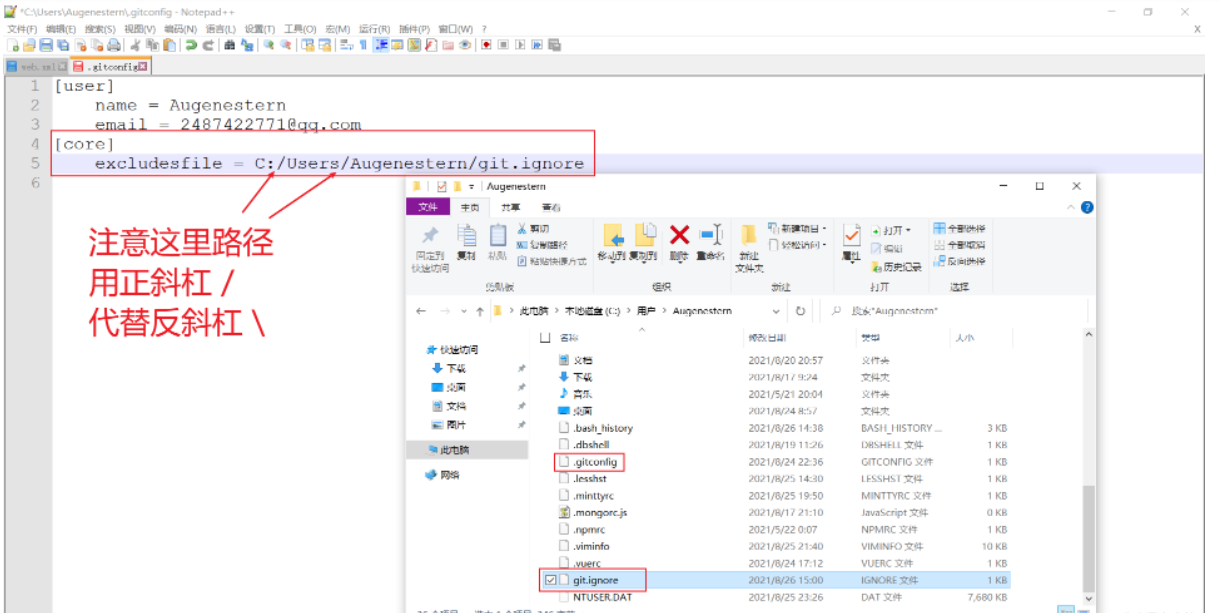 *C:\Users\Augenestern\.gitconfig - Notepad++
文件(F) 编辑(E) 搜索(S) 视图(V) 编码(N) 语言(L) 设置(T) 工具(O) 宏(M) 运行(R) 插件(P) 窗口(W) ? X
web.xml .gitconfig
1 [user]
2 name = Augenestern
3 email = 2487422771@qq.com
4 [core]
5 excludesfile = C:/Users/Augenestern/git.ignore
6
注意这里路径
用正斜杠 /
代替反斜杠 \
Augenestern
文件 主页 共享 查看
固定到快速访问 复制 粘贴
剪切
复制路径
粘贴快捷方式
移动到 复制到 删除 重命名
新建文件夹
新建项目
轻松访问
属性
打开
编辑
历史记录
全部选择
全部取消
反向选择
剪贴板 组织 新建 打开 选择
此电脑 > 本地磁盘 (C:) > 用户 > Augenestern
搜索"Augenestern"
快速访问
下载
桌面
文档
图片
此电脑
网络
名称 修改日期 类型 大小
文档 2021/8/20 20:57 文件夹
下载 2021/8/17 9:24 文件夹
音乐 2021/5/21 20:04 文件夹
桌面 2021/8/24 8:57 文件夹
.bash_history 2021/8/26 14:38 BASH_HISTORY ... 3 KB
.dbshell 2021/8/19 11:26 DBSHELL 文件 1 KB
.gitconfig 2021/8/24 22:36 GITCONFIG 文件 1 KB
.lesshst 2021/8/25 14:30 LESSHST 文件 1 KB
.minttyrc 2021/8/25 19:50 MINTTYRC 文件 1 KB
.mongorc.js 2021/8/17 21:10 JavaScript 文件 0 KB
.npmrc 2021/5/22 0:07 NPMRC 文件 1 KB
.viminfo 2021/8/25 21:40 VIMINFO 文件 10 KB
.vuerc 2021/8/24 17:12 VUERC 文件 1 KB
git.ignore 2021/8/26 15:00 IGNORE 文件 1 KB
NTUSER.DAT 2021/8/25 23:26 DAT 文件 7,680 KB